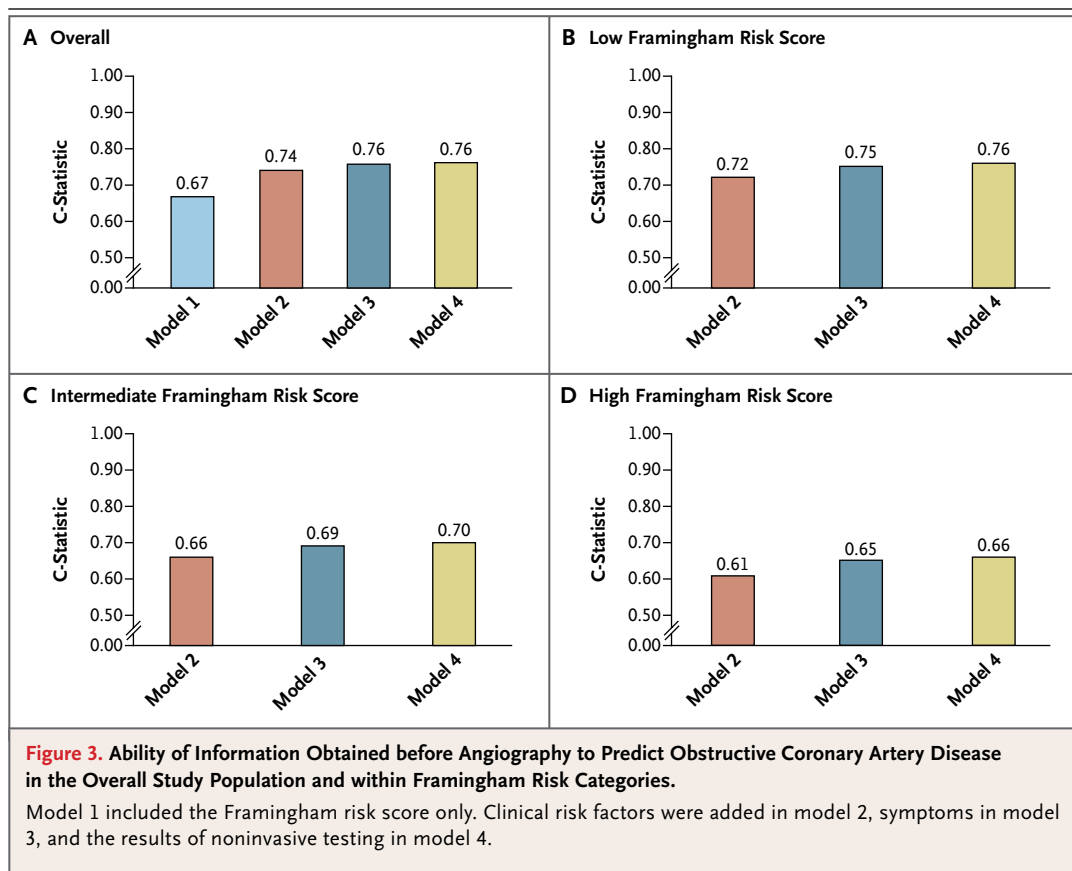 A Overall
1.00
0.90
0.80
0.70
0.60
0.50
0.00
C-Statistic
0.67
0.74
0.76
0.76
Model 1
Model 2
Model 3
Model 4
B Low Framingham Risk Score
1.00
0.90
0.80
0.70
0.60
0.50
0.00
C-Statistic
0.72
0.75
0.76
Model 2
Model 3
Model 4
C Intermediate Framingham Risk Score
1.00
0.90
0.80
0.70
0.60
0.50
0.00
C-Statistic
0.66
0.69
0.70
Model 2
Model 3
Model 4
D High Framingham Risk Score
1.00
0.90
0.80
0.70
0.60
0.50
0.00
C-Statistic
0.61
0.65
0.66
Model 2
Model 3
Model 4
Figure 3. Ability of Information Obtained before Angiography to Predict Obstructive Coronary Artery Disease
in the Overall Study Population and within Framingham Risk Categories.
Model 1 included the Framingham risk score only. Clinical risk factors were added in model 2, symptoms in model
3, and the results of noninvasive testing in model 4.